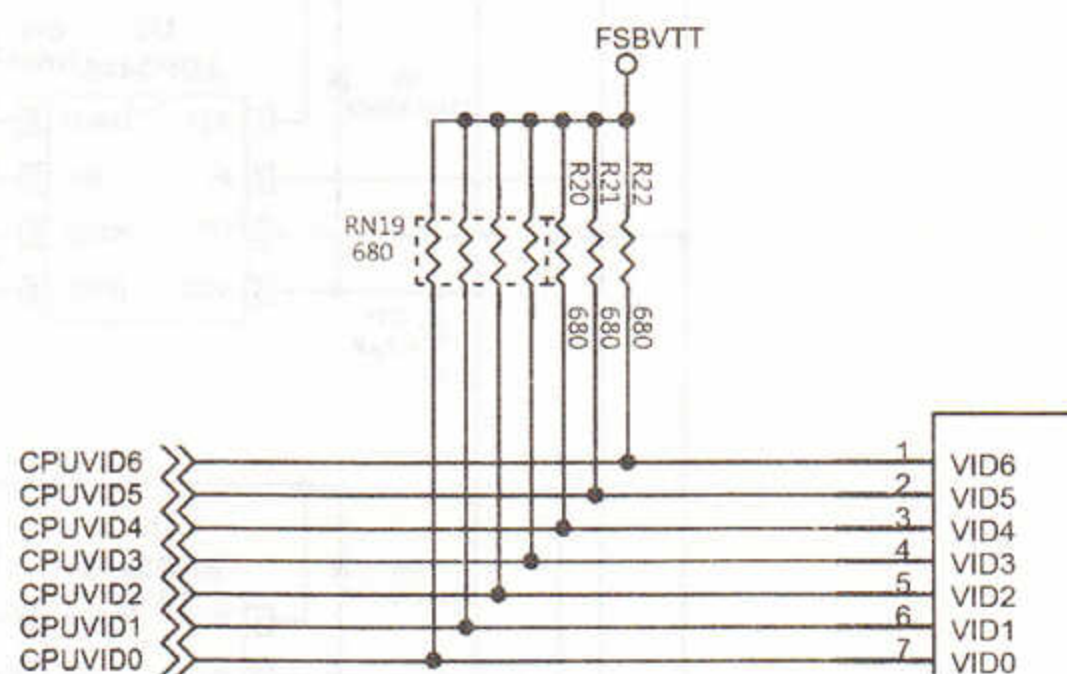 FSBVTT
R20
R21
R22
RN19
680
680
680
680
CPUVID6
1
VID6
CPUVID5
2
VID5
CPUVID4
3
VID4
CPUVID3
4
VID3
CPUVID2
5
VID2
CPUVID1
6
VID1
CPUVID0
7
VID0